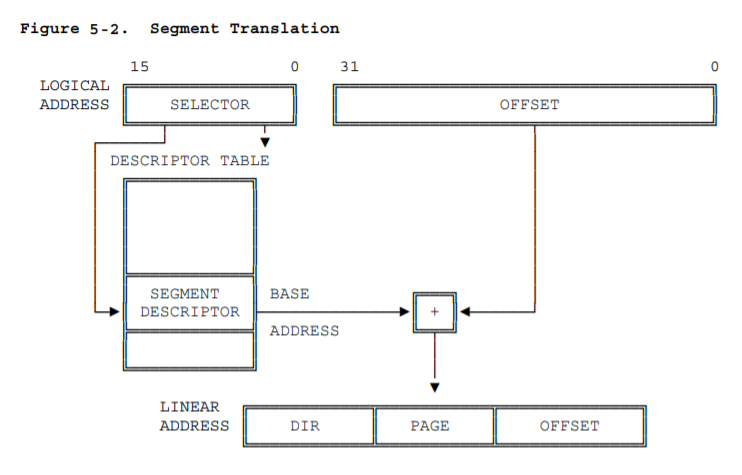 Figure 5-2. Segment Translation
15 0 31 0
LOGICAL
ADDRESS SELECTOR OFFSET
DESCRIPTOR TABLE
SEGMENT BASE
DESCRIPTOR +
ADDRESS
LINEAR
ADDRESS DIR PAGE OFFSET